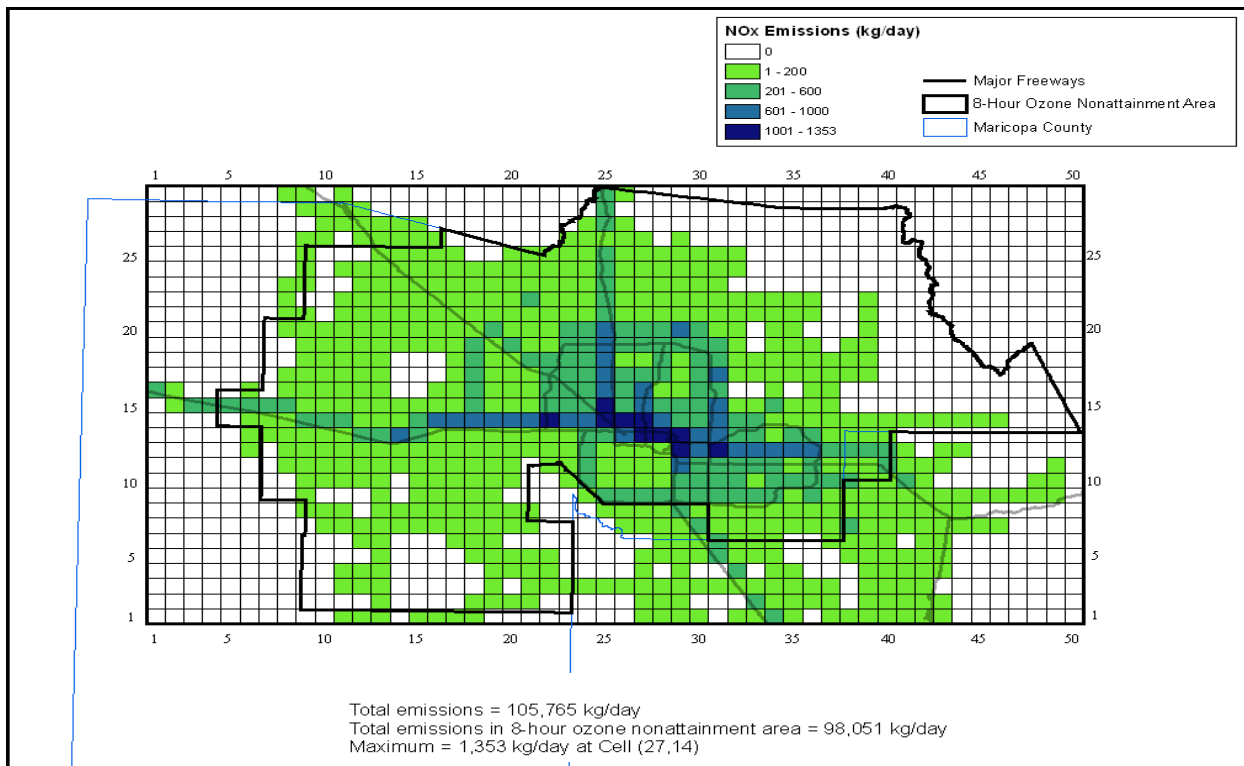 NOx Emissions (kg/day)
0
1 - 200
201 - 600
601 - 1000
1001 - 1353
Major Freeways
8-Hour Ozone Nonattainment Area
Maricopa County
1 5 10 15 20 25 30 35 40 45 50
25 25
20 20
15 15
10 10
5 5
1 1
1 5 10 15 20 25 30 35 40 45 50
Total emissions = 105,765 kg/day
Total emissions in 8-hour ozone nonattainment area = 98,051 kg/day
Maximum = 1,353 kg/day at Cell (27,14)